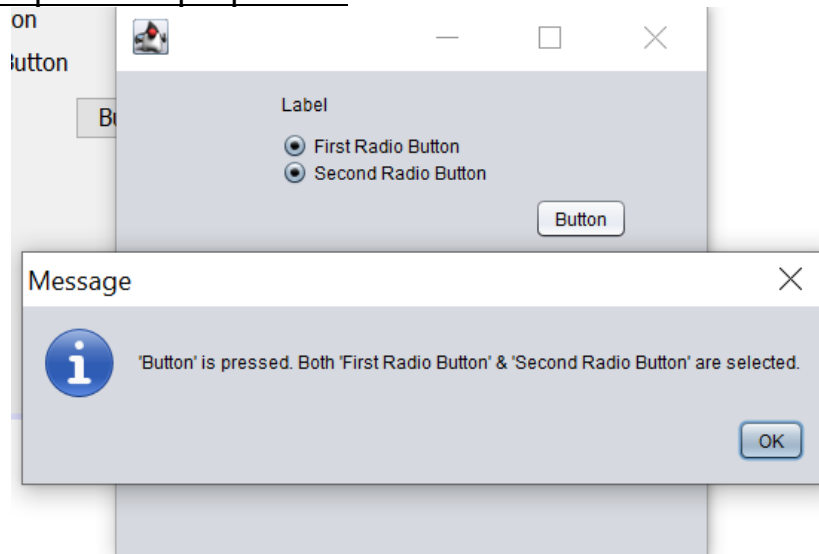 on
Button
Label
First Radio Button
Second Radio Button
Button
Message
'Button' is pressed. Both 'First Radio Button' & 'Second Radio Button' are selected.
OK